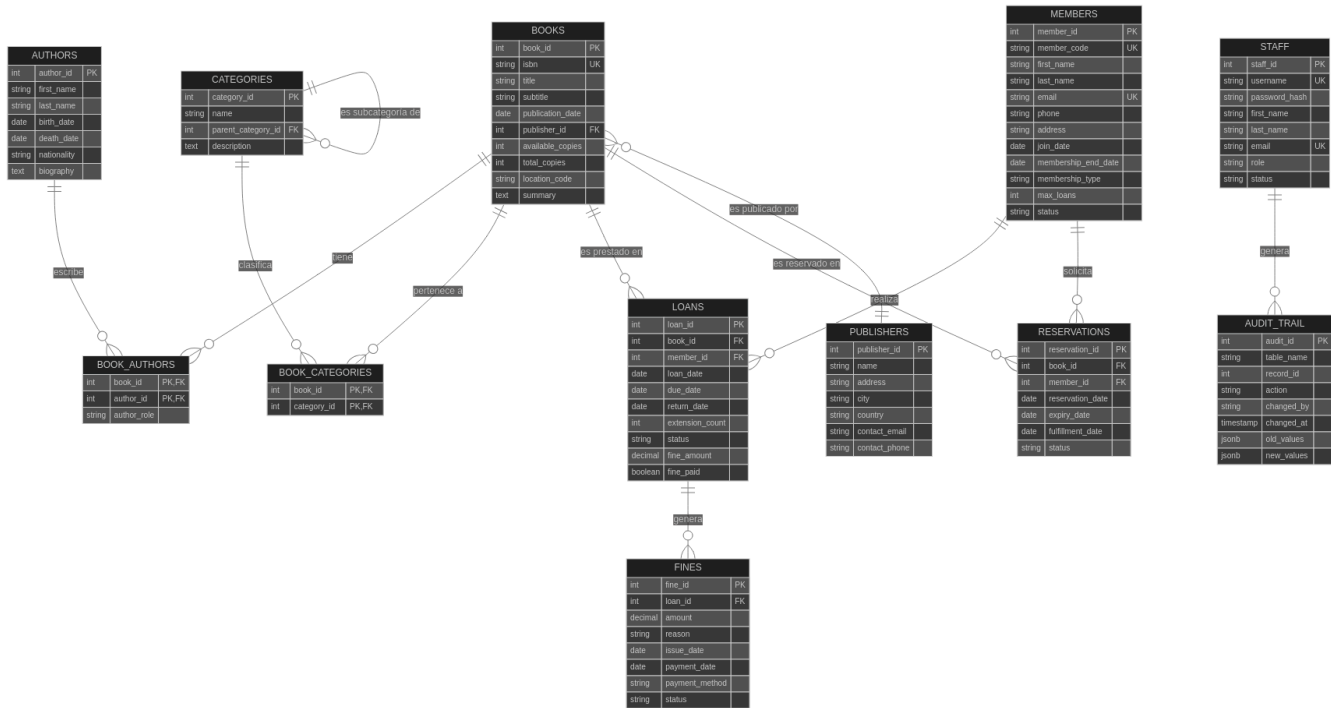 AUTHORS
int author_id PK
string first_name
string last_name
date birth_date
date death_date
string nationality
text biography
CATEGORIES
int category_id PK
string name
int parent_category_id FK
text description
es subcategoría de
BOOKS
int book_id PK
string isbn UK
string title
string subtitle
date publication_date
int publisher_id FK
int available_copies
int total_copies
string location_code
text summary
MEMBERS
int member_id PK
string member_code UK
string first_name
string last_name
string email UK
string phone
string address
date join_date
date membership_end_date
string membership_type
int max_loans
string status
STAFF
int staff_id PK
string username UK
string password_hash
string first_name
string last_name
string email UK
string role
string status
escribe
clasifica
tiene
pertenece a
es prestado en
es publicado por
es reservado en
realiza
solicita
genera
BOOK_AUTHORS
int book_id PK,FK
int author_id PK,FK
string author_role
BOOK_CATEGORIES
int book_id PK,FK
int category_id PK,FK
LOANS
int loan_id PK
int book_id FK
int member_id FK
date loan_date
date due_date
date return_date
int extension_count
string status
decimal fine_amount
boolean fine_paid
PUBLISHERS
int publisher_id PK
string name
string address
string city
string country
string contact_email
string contact_phone
RESERVATIONS
int reservation_id PK
int book_id FK
int member_id FK
date reservation_date
date expiry_date
date fulfillment_date
string status
AUDIT_TRAIL
int audit_id PK
string table_name
int record_id
string action
string changed_by
timestamp changed_at
jsonb old_values
jsonb new_values
genera
FINES
int fine_id PK
int loan_id FK
decimal amount
string reason
date issue_date
date payment_date
string payment_method
string status